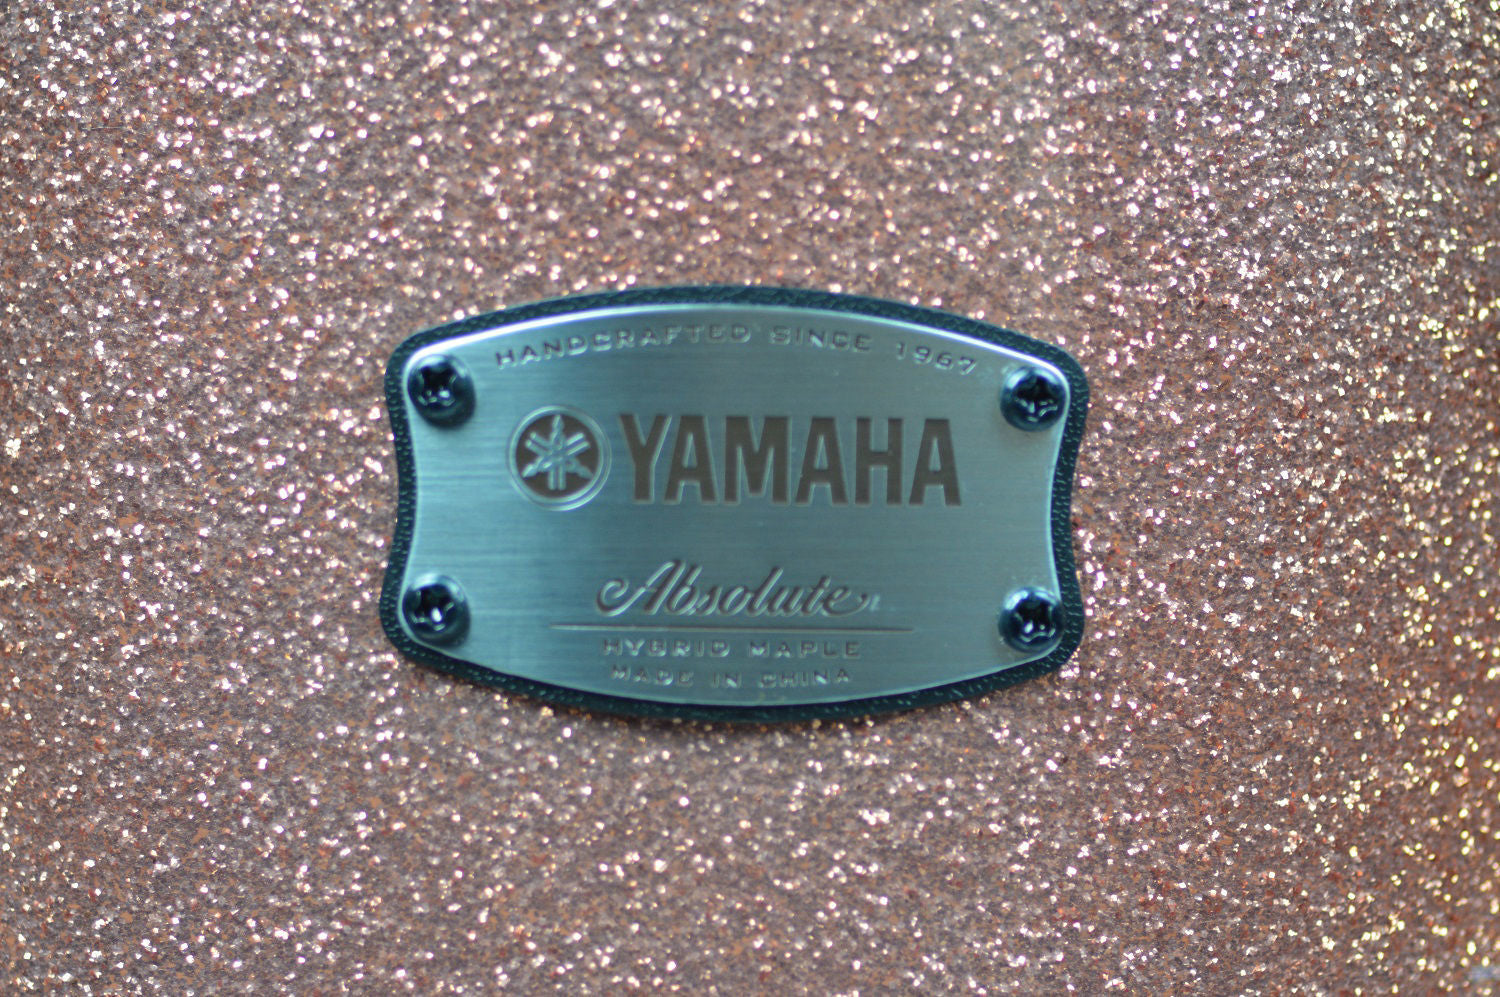 HANDCRAFTED SINCE 1967
YAMAHA
Absolute
HYBRID MAPLE
MADE IN CHINA